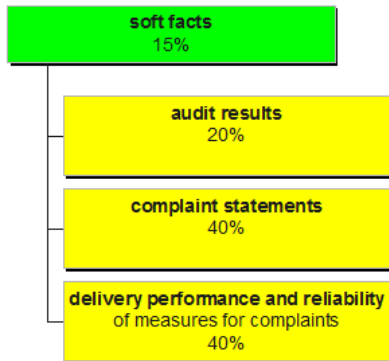 soft facts
15%
audit results
20%
complaint statements
40%
delivery performance and reliability
of measures for complaints
40%